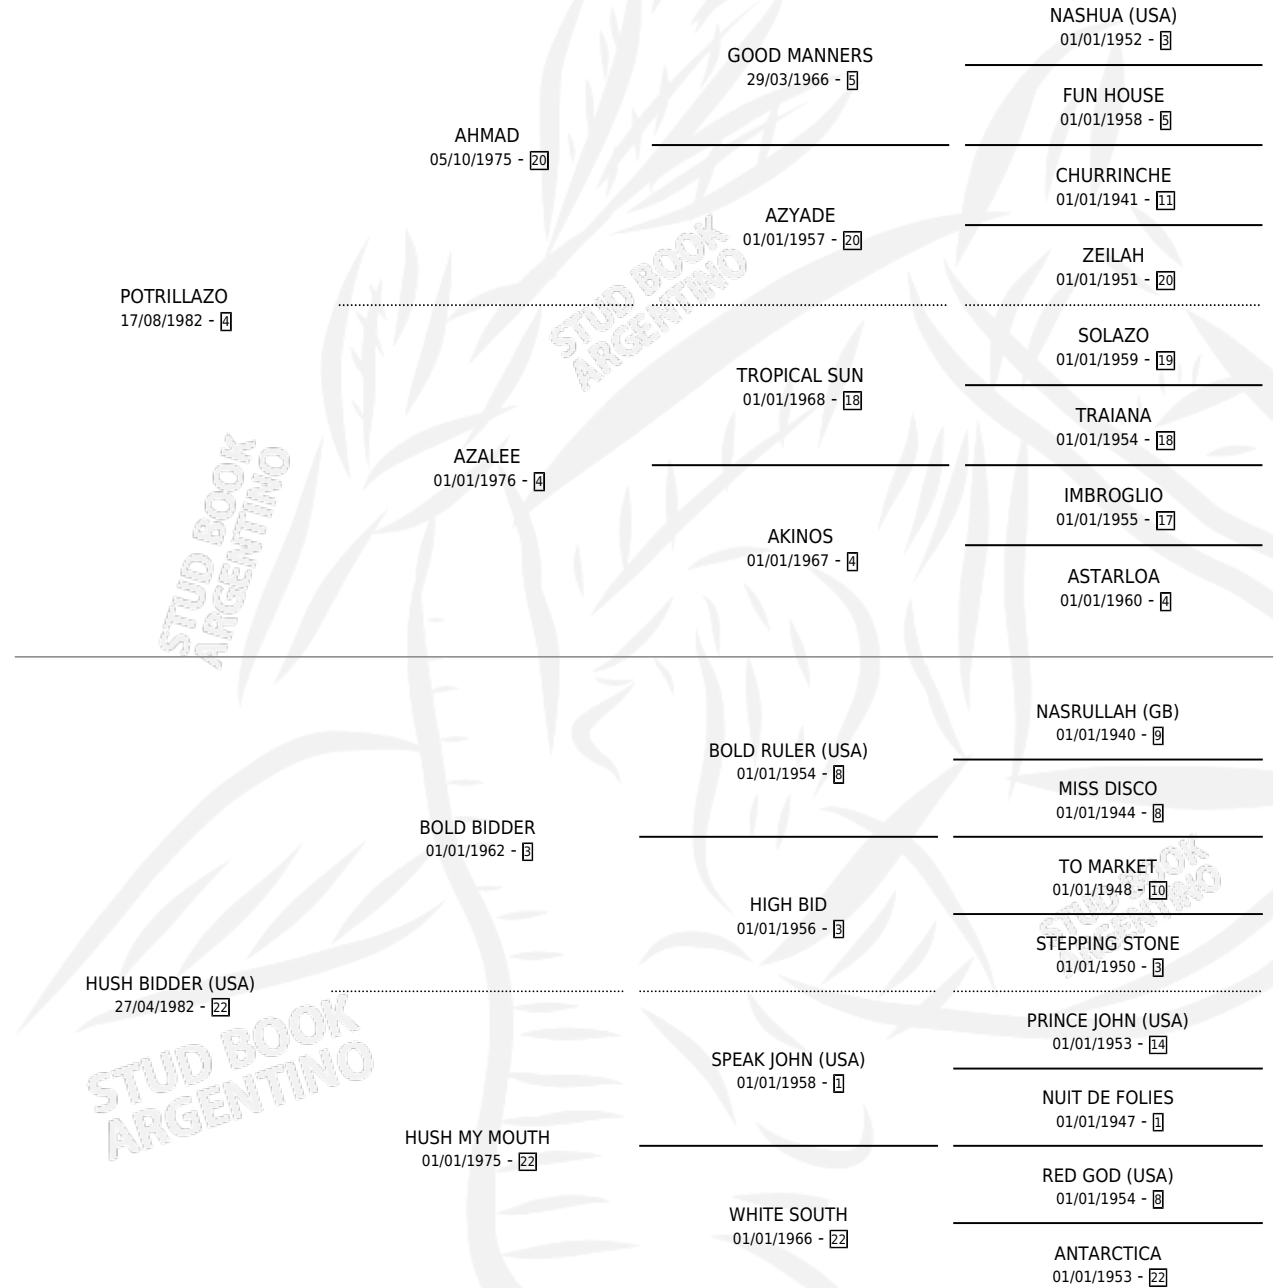 NASHUA (USA)
01/01/1952 - 3
GOOD MANNERS
29/03/1966 - 5
FUN HOUSE
01/01/1958 - 5
AHMAD
05/10/1975 - 20
CHURRINCHE
01/01/1941 - 11
AZYADE
01/01/1957 - 20
ZEILAH
01/01/1951 - 20
POTRILLAZO
17/08/1982 - 4
STUD BOOK
ARGENTINO
SOLAZO
01/01/1959 - 19
TROPICAL SUN
01/01/1968 - 18
TRAIANA
01/01/1954 - 18
AZALEE
01/01/1976 - 4
STUD BOOK
ARGENTINO
IMBROGLIO
01/01/1955 - 17
AKINOS
01/01/1967 - 4
ASTARLOA
01/01/1960 - 4
NASRULLAH (GB)
01/01/1940 - 9
BOLD RULER (USA)
01/01/1954 - 8
MISS DISCO
01/01/1944 - 8
BOLD BIDDER
01/01/1962 - 3
TO MARKET
01/01/1948 - 10
STUD BOOK
ARGENTINO
HIGH BID
01/01/1956 - 3
STEPPING STONE
01/01/1950 - 3
HUSH BIDDER (USA)
27/04/1982 - 22
STUD BOOK
ARGENTINO
PRINCE JOHN (USA)
01/01/1953 - 14
SPEAK JOHN (USA)
01/01/1958 - 1
NUIT DE FOLIES
01/01/1947 - 1
HUSH MY MOUTH
01/01/1975 - 22
RED GOD (USA)
01/01/1954 - 8
WHITE SOUTH
01/01/1966 - 22
ANTARCTICA
01/01/1953 - 22